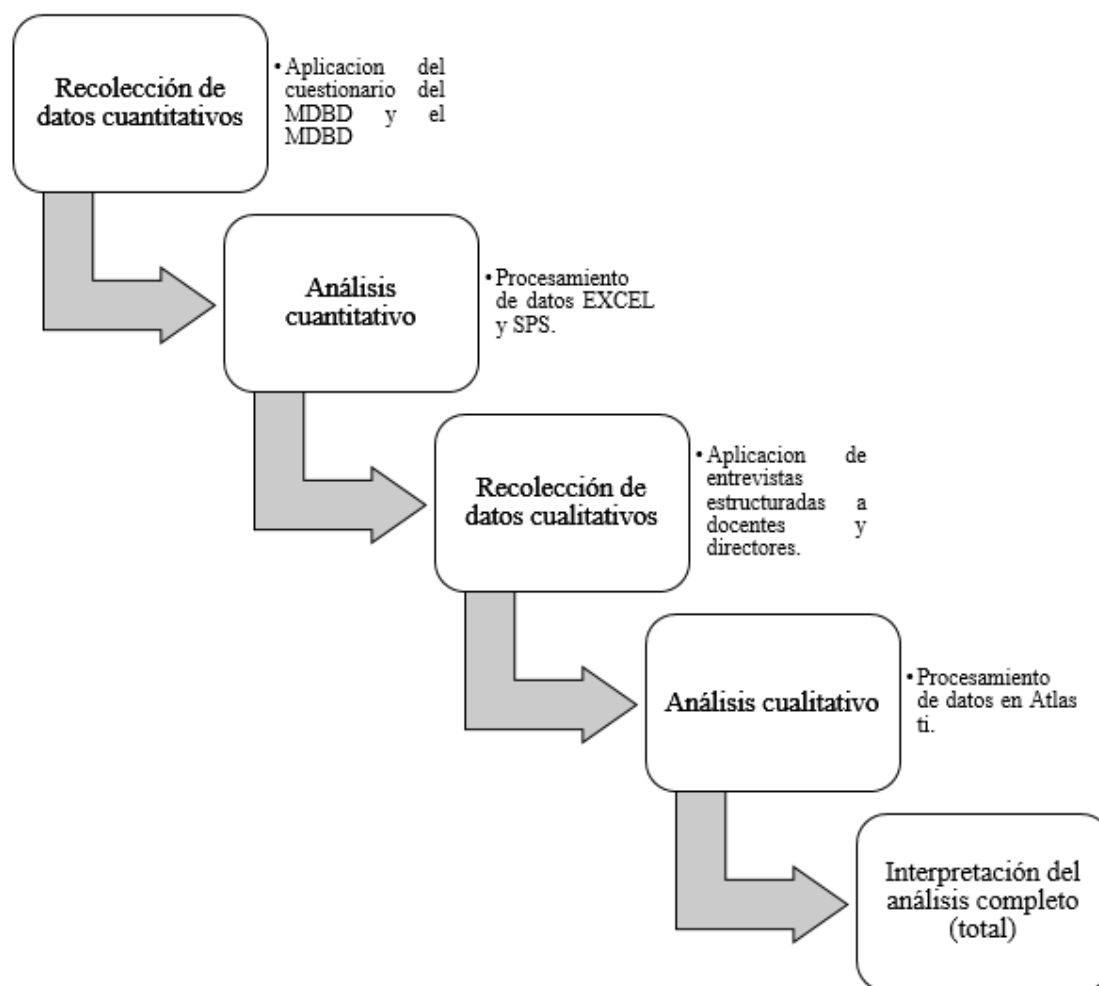 Recolección de
datos cuantitativos
• Aplicacion del
cuestionario del
MDBD y el
MDBD
Análisis
cuantitativo
• Procesamiento
de datos EXCEL
y SPS.
Recolección de
datos cualitativos
• Aplicacion de
entrevistas
estructuradas a
docentes y
directores.
Análisis cualitativo
• Procesamiento
de datos en Atlas
ti.
Interpretación del
análisis completo
(total)